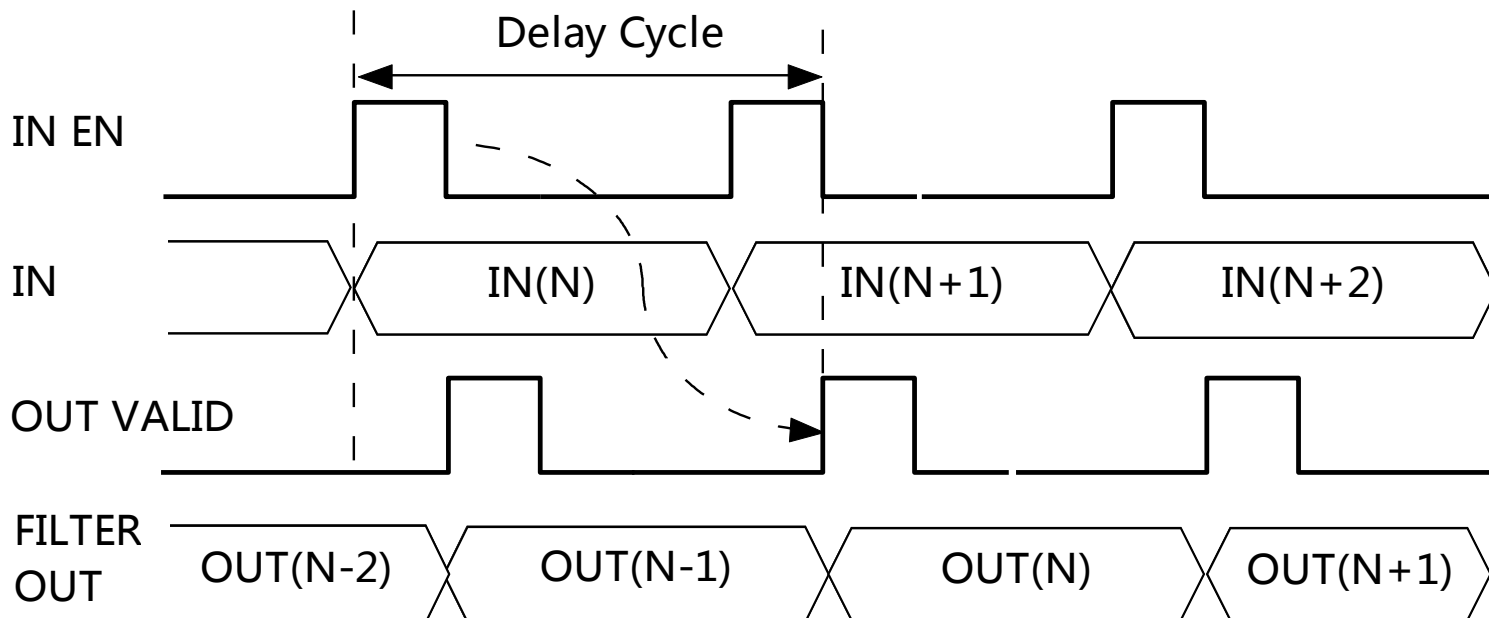 Delay Cycle
IN EN
IN IN(N) IN(N+1) IN(N+2)
OUT VALID
FILTER
OUT OUT(N-2) OUT(N-1) OUT(N) OUT(N+1)